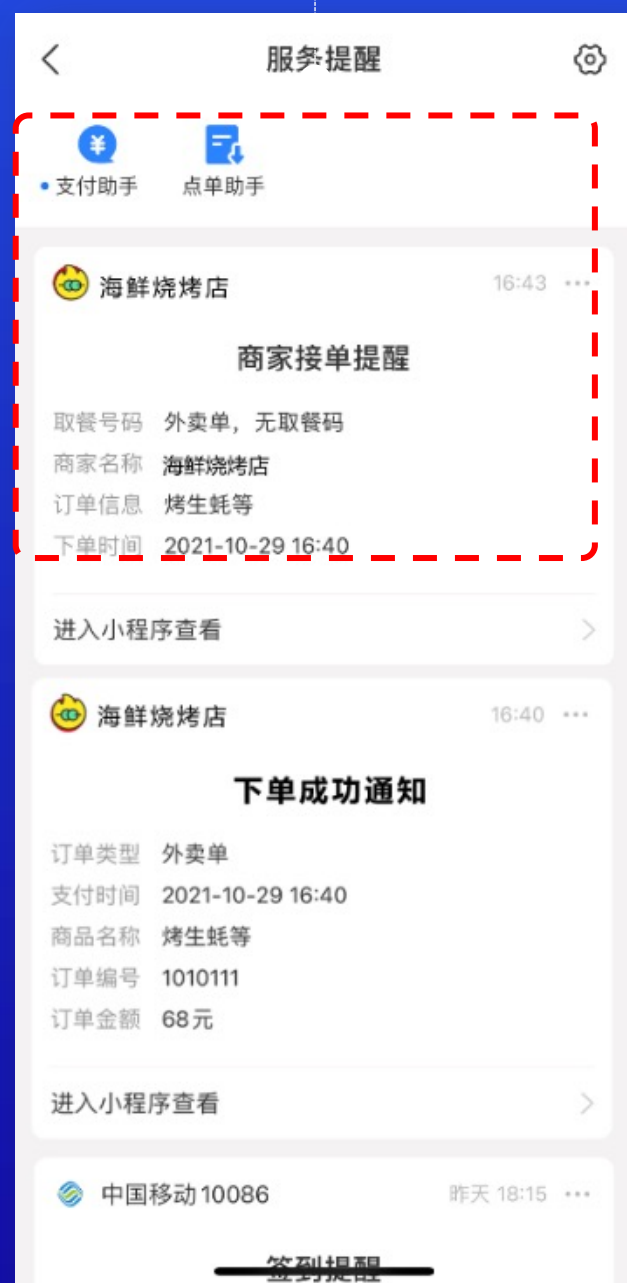 服务提醒
支付助手 点单助手
海鲜烧烤店 16:43
商家接单提醒
取餐号码 外卖单，无取餐码
商家名称 海鲜烧烤店
订单信息 烤生蚝等
下单时间 2021-10-29 16:40
进入小程序查看
海鲜烧烤店 16:40
下单成功通知
订单类型 外卖单
支付时间 2021-10-29 16:40
商品名称 烤生蚝等
订单编号 1010111
订单金额 68元
进入小程序查看
中国移动10086 昨天 18:15
签到提醒